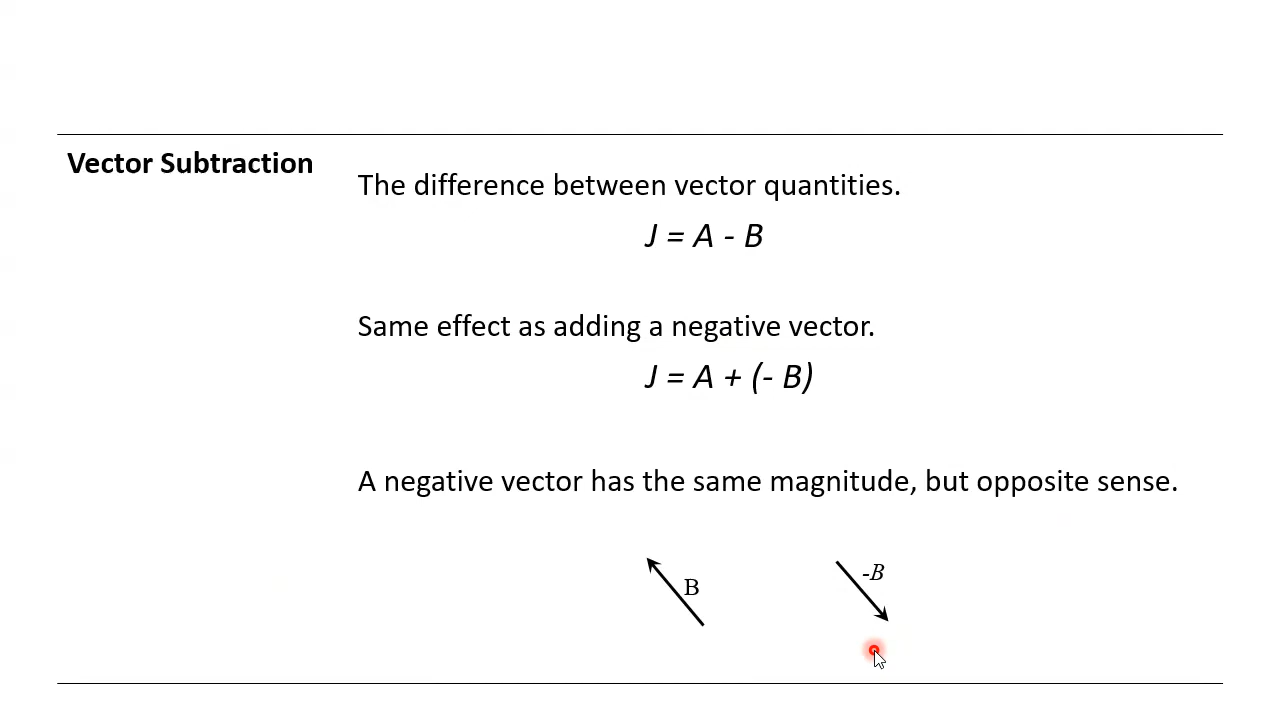 Vector Subtraction
The difference between vector quantities.
J = A - B
Same effect as adding a negative vector.
J = A + (- B)
A negative vector has the same magnitude, but opposite sense.
B
-B